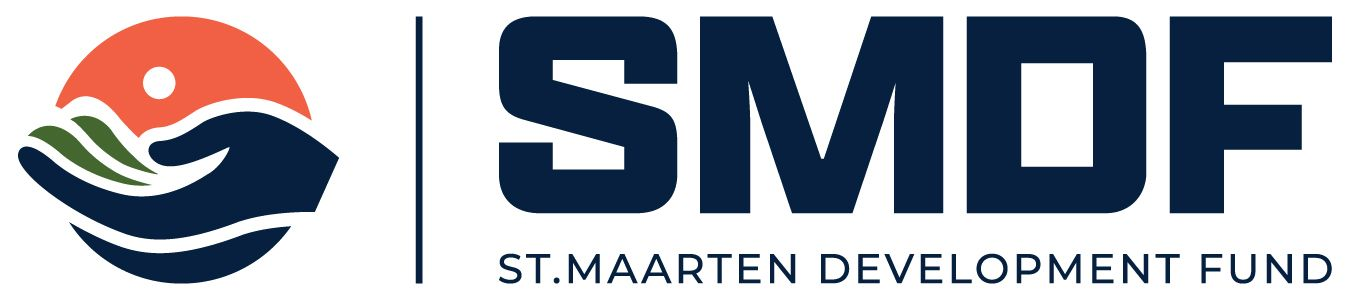 SMDF
ST.MAARTEN DEVELOPMENT FUND